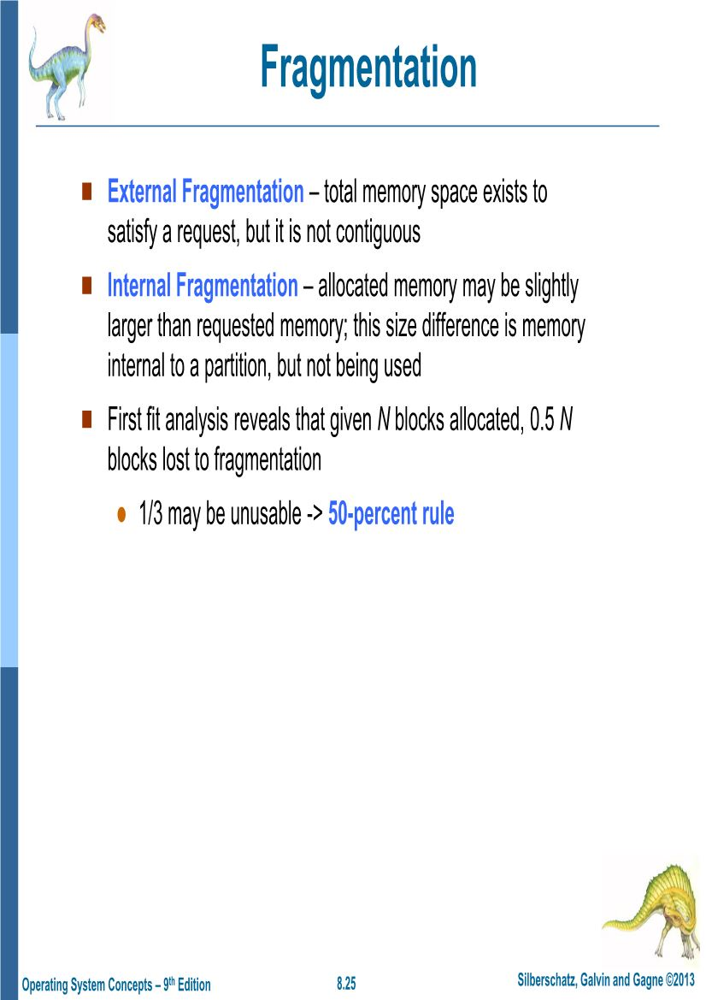 Fragmentation
External Fragmentation – total memory space exists to
satisfy a request, but it is not contiguous
Internal Fragmentation – allocated memory may be slightly
larger than requested memory; this size difference is memory
internal to a partition, but not being used
First fit analysis reveals that given N blocks allocated, 0.5 N
blocks lost to fragmentation
1/3 may be unusable -> 50-percent rule
Operating System Concepts – 9th Edition
8.25
Silberschatz, Galvin and Gagne ©2013